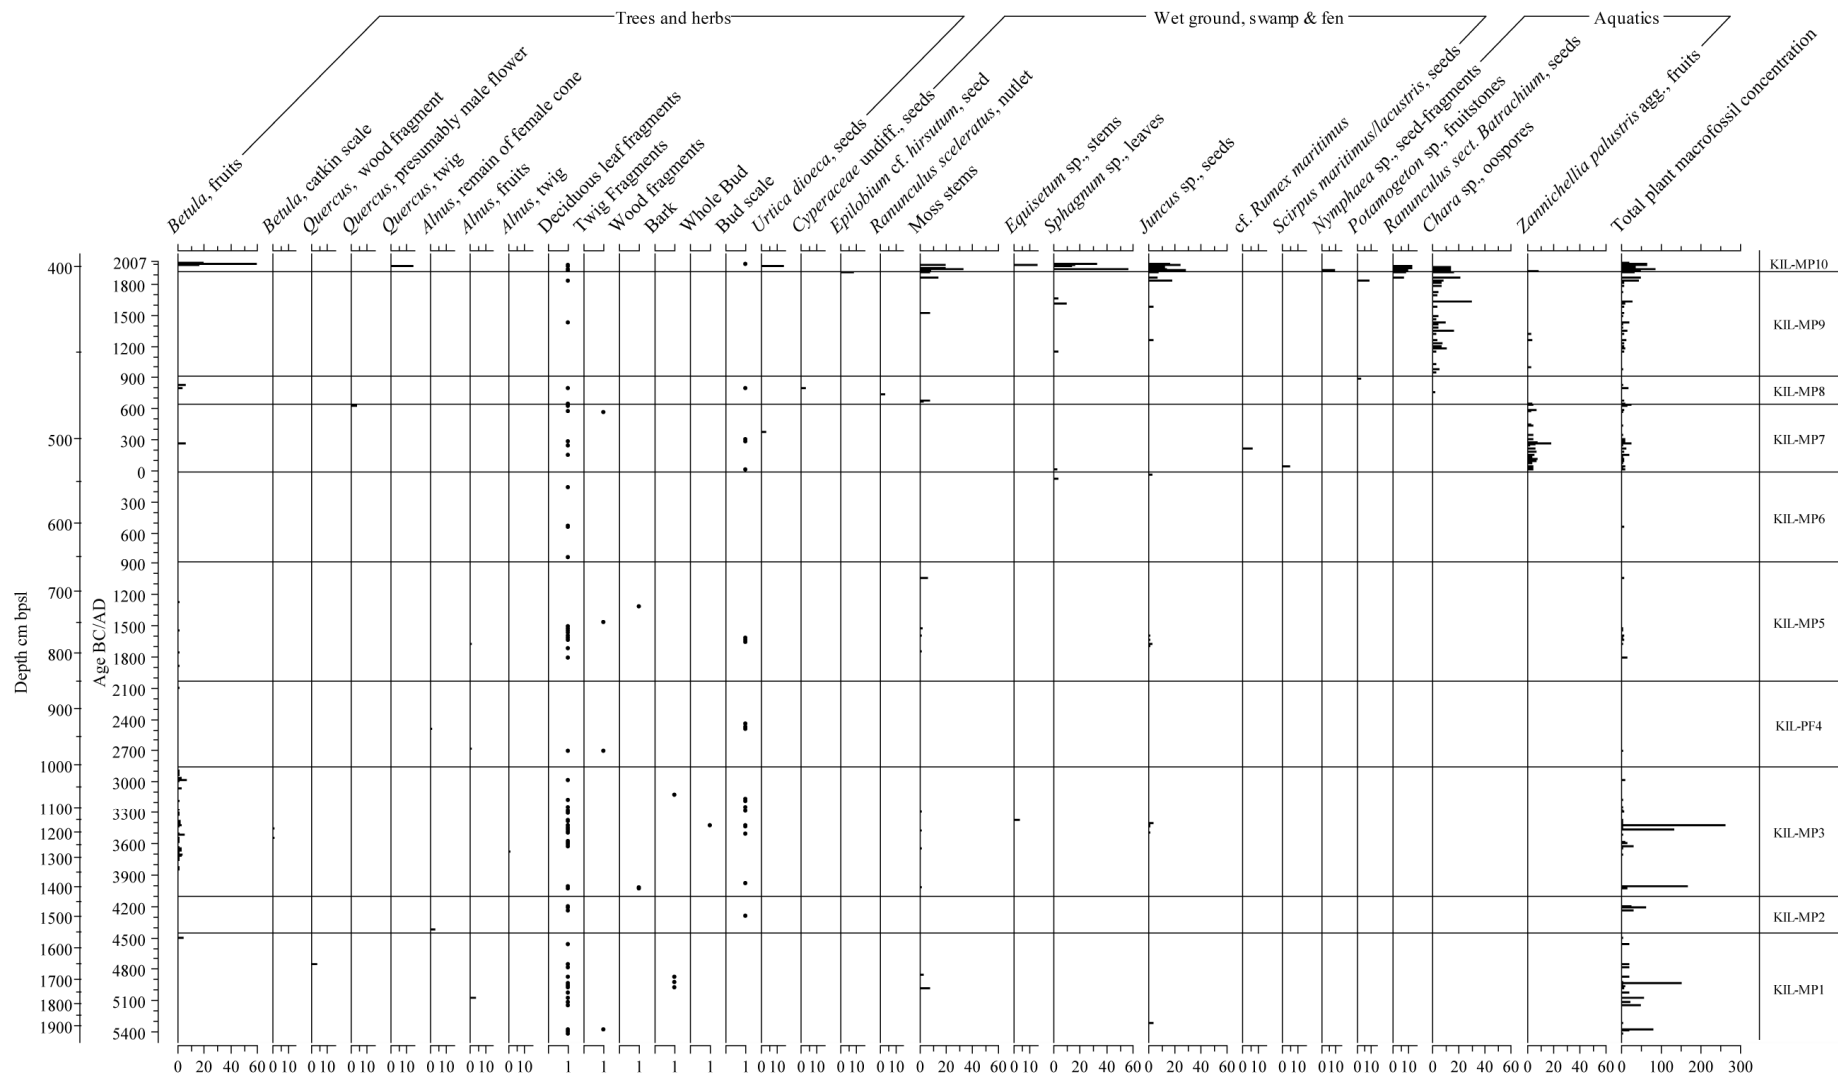 Trees and herbs
Wet ground, swamp & fen
Aquatics
Betula, fruits
Betula, catkin scale
Quercus, wood fragment
Quercus, presumably male flower
Quercus, twig
Alnus, remain of female cone
Alnus, fruits
Alnus, twig
Deciduous leaf fragments
Twig Fragments
Wood fragments
Bark
Whole Bud
Bud scale
Urtica dioeca, seeds
Cyperaceae undiff., seeds
Epilobium cf. hirsutum, seed
Ranunculus sceleratus, nutlet
Moss stems
Equisetum sp., stems
Sphagnum sp., leaves
Juncus sp., seeds
cf. Rumex maritimus
Scirpus maritimus/lacustris, seeds
Nymphaea sp., seed-fragments
Potamogeton sp., fruitstones
Ranunculus sect. Batrachium, seeds
Chara sp., oospores
Zannichellia palustris agg., fruits
Total plant macrofossil concentration
Depth cm bpsl
400
500
600
700
800
900
1000
1100
1200
1300
1400
1500
1600
1700
1800
1900
Age BC/AD
2007
1800
1500
1200
900
600
300
0
300
600
900
1200
1500
1800
2100
2400
2700
3000
3300
3600
3900
4200
4500
4800
5100
5400
KIL-MP10
KIL-MP9
KIL-MP8
KIL-MP7
KIL-MP6
KIL-MP5
KIL-PF4
KIL-MP3
KIL-MP2
KIL-MP1
0 20 40 60 0 10 0 10 0 10 0 10 0 10 0 10 0 10 1 1 1 1 1 1 0 10 0 10 0 10 0 10 0 20 40 60 0 10 0 20 40 60 0 20 40 60 0 10 0 10 0 10 0 10 0 10 0 20 40 60 0 20 40 60 0 100 200 300